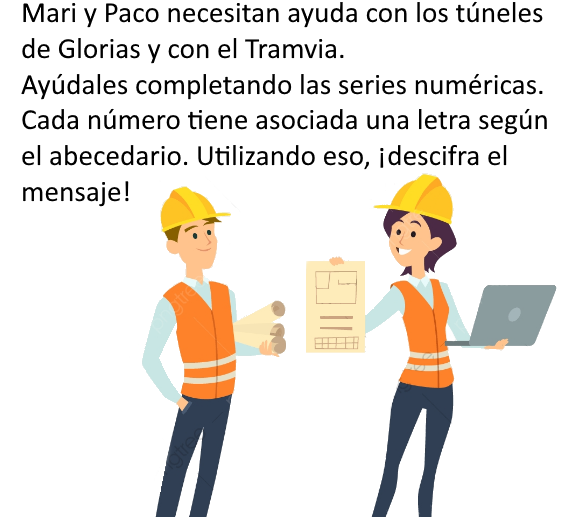 Mari y Paco necesitan ayuda con los túneles
de Glorias y con el Tramvia.
Ayúdales completando las series numéricas.
Cada número tiene asociada una letra según
el abecedario. Utilizando eso, ¡descifra el
mensaje!